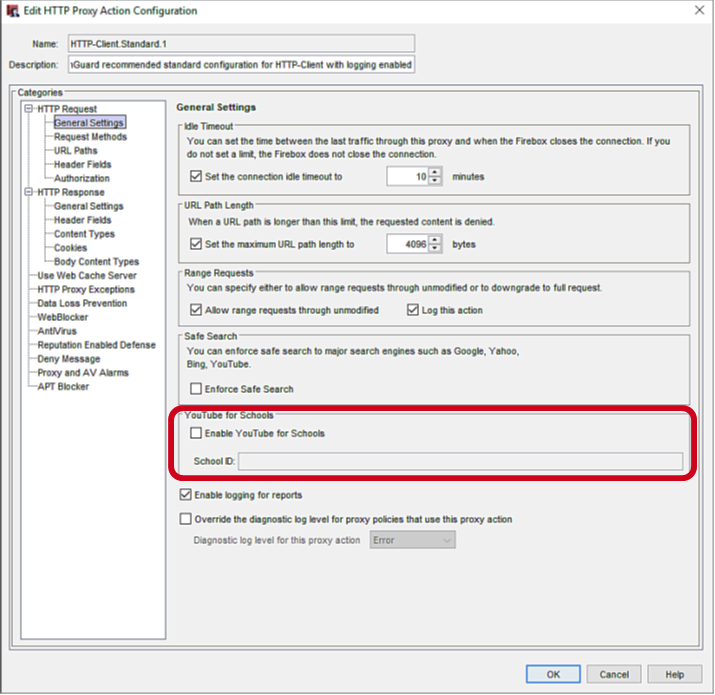 Edit HTTP Proxy Action Configuration
Name: HTTP-Client.Standard.1
Description: Guard recommended standard configuration for HTTP-Client with logging enabled
Categories
HTTP Request
General Settings
Request Methods
URL Paths
Header Fields
Authorization
HTTP Response
General Settings
Header Fields
Content Types
Cookies
Body Content Types
Use Web Cache Server
HTTP Proxy Exceptions
Data Loss Prevention
WebBlocker
AntiVirus
Reputation Enabled Defense
Deny Message
Proxy and AV Alarms
APT Blocker
General Settings
Idle Timeout
You can set the time between the last traffic through this proxy and when the Firebox closes the connection. If you
do not set a limit, the Firebox does not close the connection.
Set the connection idle timeout to 10 minutes
URL Path Length
When a URL path is longer than this limit, the requested content is denied.
Set the maximum URL path length to 4096 bytes
Range Requests
You can specify either to allow range requests through unmodified or to downgrade to full request.
Allow range requests through unmodified Log this action
Safe Search
You can enforce safe search to major search engines such as Google, Yahoo,
Bing, YouTube.
Enforce Safe Search
YouTube for Schools
Enable YouTube for Schools
School ID:
Enable logging for reports
Override the diagnostic log level for proxy policies that use this proxy action
Diagnostic log level for this proxy action Error
OK Cancel Help